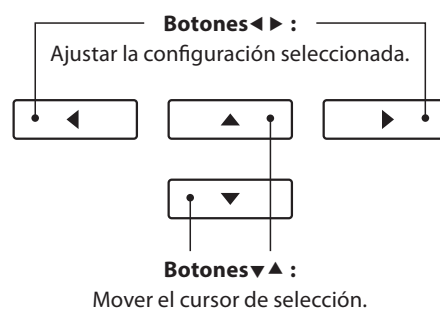 Botones◀ ▶ :
Ajustar la configuración seleccionada.
Botones▼▲ :
Mover el cursor de selección.